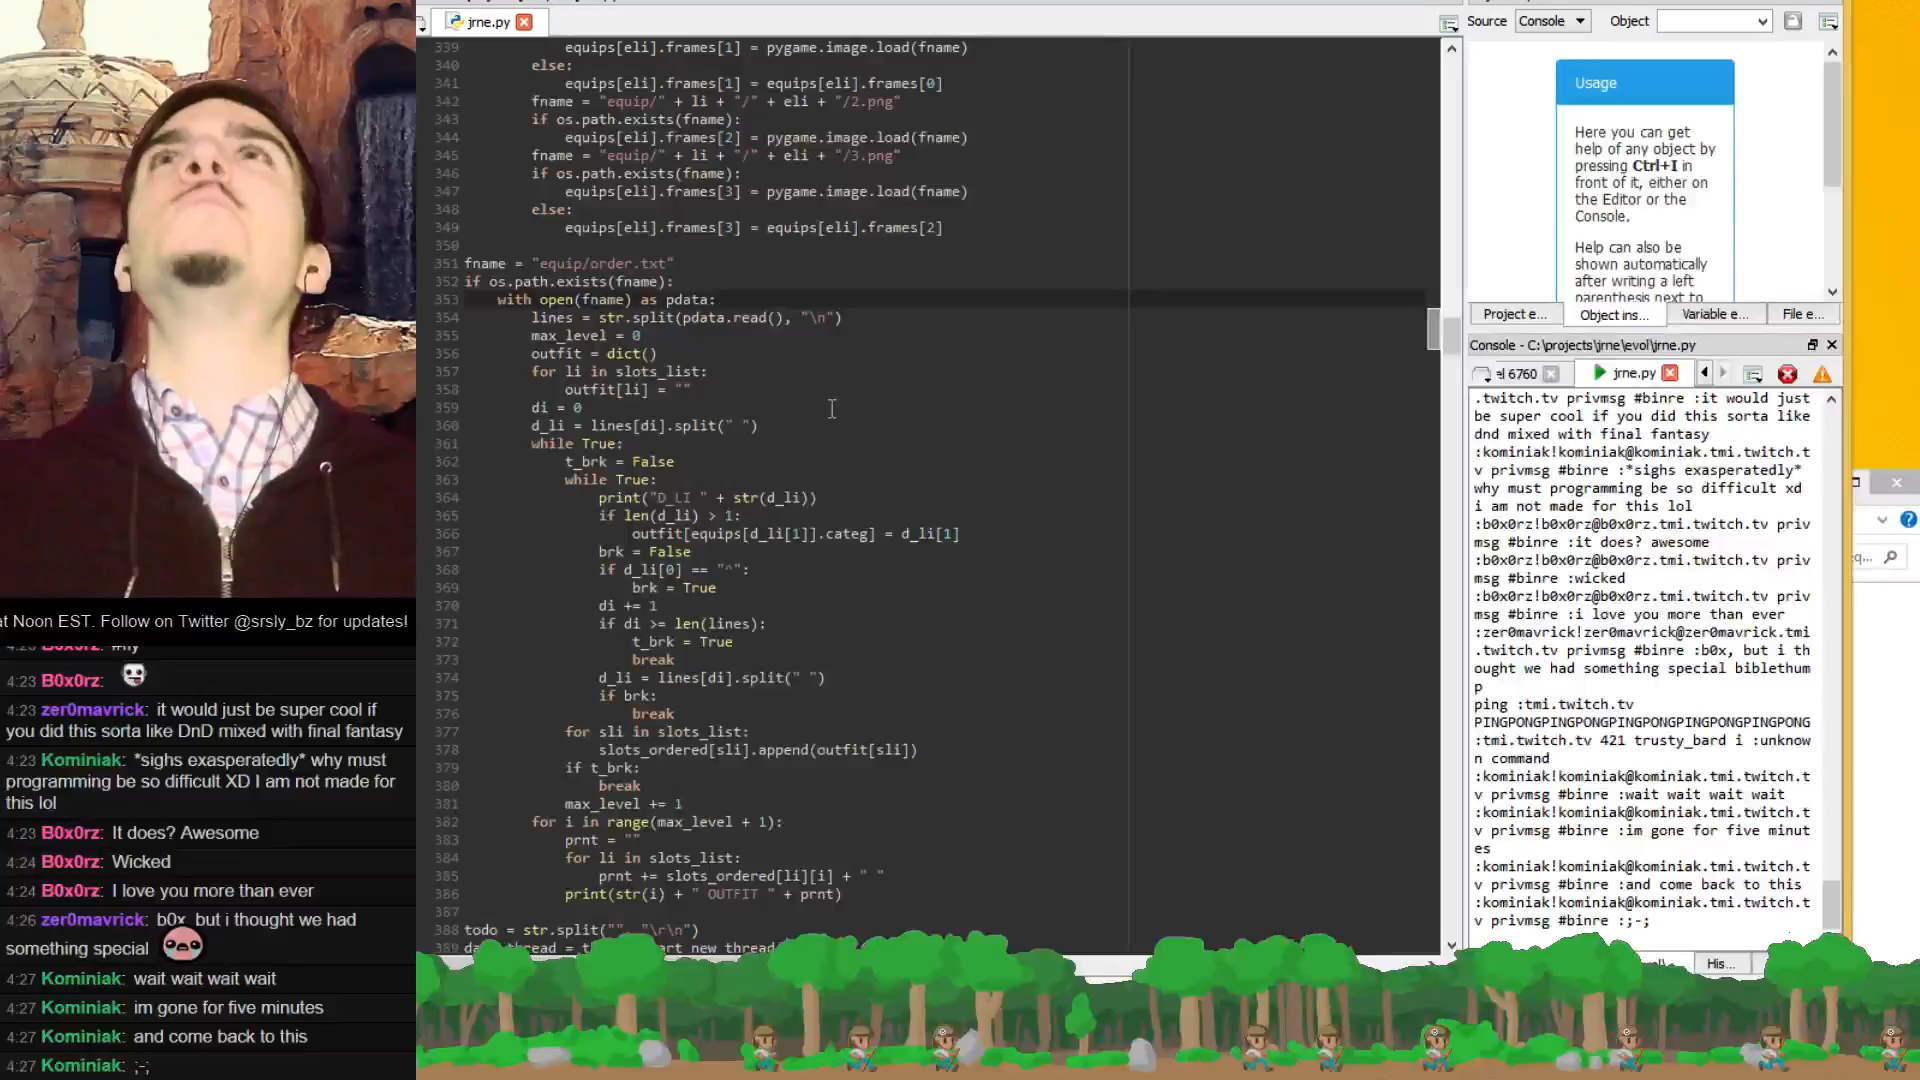 jrne.py
339 equips[eli].frames[1] = pygame.image.load(fname)
340 else:
341 equips[eli].frames[1] = equips[eli].frames[0]
342 fname = "equip/" + li + "/" + eli + "/2.png"
343 if os.path.exists(fname):
344 equips[eli].frames[2] = pygame.image.load(fname)
345 fname = "equip/" + li + "/" + eli + "/3.png"
346 if os.path.exists(fname):
347 equips[eli].frames[3] = pygame.image.load(fname)
348 else:
349 equips[eli].frames[3] = equips[eli].frames[2]
350
351 fname = "equip/order.txt"
352 if os.path.exists(fname):
353 with open(fname) as pdata:
354 lines = str.split(pdata.read(), "\n")
355 max_level = 0
356 outfit = dict()
357 for li in slots_list:
358 outfit[li] = ""
359 di = 0
360 d_li = lines[di].split(" ")
361 while True:
362 t_brk = False
363 while True:
364 print("D_LI " + str(d_li))
365 if len(d_li) > 1:
366 outfit[equips[d_li[1]].categ] = d_li[1]
367 brk = False
368 if d_li[0] == "^":
369 brk = True
370 di += 1
371 if di >= len(lines):
372 t_brk = True
373 break
374 d_li = lines[di].split(" ")
375 if brk:
376 break
377 for sli in slots_list:
378 slots_ordered[sli].append(outfit[sli])
379 if t_brk:
380 break
381 max_level += 1
382 for i in range(max_level + 1):
383 prnt = ""
384 for li in slots_list:
385 prnt += slots_ordered[li][i] + " "
386 print(str(i) + " OUTFIT " + prnt)
387
388 todo = str.split("", "\r\n")
389
Source Console Object
Usage
Here you can get
help of any object by
pressing Ctrl+I in
front of it, either on
the Editor or the
Console.
Help can also be
shown automatically
after writing a left
parenthesis next to
Project e... Object ins... Variable e... File e...
Console - C:\projects\jrne\evol\jrne.py
el 6760 jrne.py
.twitch.tv privmsg #binre :it would just
be super cool if you did this sorta like
dnd mixed with final fantasy
:kominiak!kominiak@kominiak.tmi.twitch.t
v privmsg #binre :*sighs exasperatedly*
why must programming be so difficult xd
i am not made for this lol
:b0x0rz!b0x0rz@b0x0rz.tmi.twitch.tv priv
msg #binre :it does? awesome
:b0x0rz!b0x0rz@b0x0rz.tmi.twitch.tv priv
msg #binre :wicked
:b0x0rz!b0x0rz@b0x0rz.tmi.twitch.tv priv
msg #binre :i love you more than ever
:zer0mavrick!zer0mavrick@zer0mavrick.tmi
.twitch.tv privmsg #binre :b0x, but i th
ought we had something special biblethum
p
ping :tmi.twitch.tv
PINGPONGPINGPONGPINGPONGPINGPONGPINGPONG
:tmi.twitch.tv 421 trusty_bard i :unknow
n command
:kominiak!kominiak@kominiak.tmi.twitch.t
v privmsg #binre :wait wait wait wait
:kominiak!kominiak@kominiak.tmi.twitch.t
v privmsg #binre :im gone for five minut
es
:kominiak!kominiak@kominiak.tmi.twitch.t
v privmsg #binre :and come back to this
:kominiak!kominiak@kominiak.tmi.twitch.t
v privmsg #binre :;-;
His...
at Noon EST. Follow on Twitter @srsly_bz for updates!
4:23 B0x0rz:
4:23 zer0mavrick: it would just be super cool if
you did this sorta like DnD mixed with final fantasy
4:23 Kominiak: *sighs exasperatedly* why must
programming be so difficult XD I am not made for
this lol
4:23 B0x0rz: It does? Awesome
4:24 B0x0rz: Wicked
4:24 B0x0rz: I love you more than ever
4:26 zer0mavrick: b0x, but i thought we had
something special
4:27 Kominiak: wait wait wait wait
4:27 Kominiak: im gone for five minutes
4:27 Kominiak: and come back to this
4:27 Kominiak: ;-;